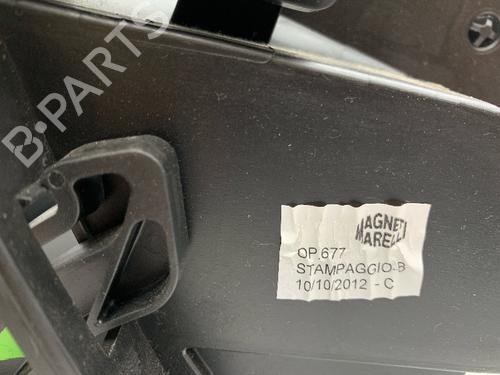 B-PARTS
MAGNETI
MARELLI
OP.677
STAMPAGGIO-B
10/10/2012 - C